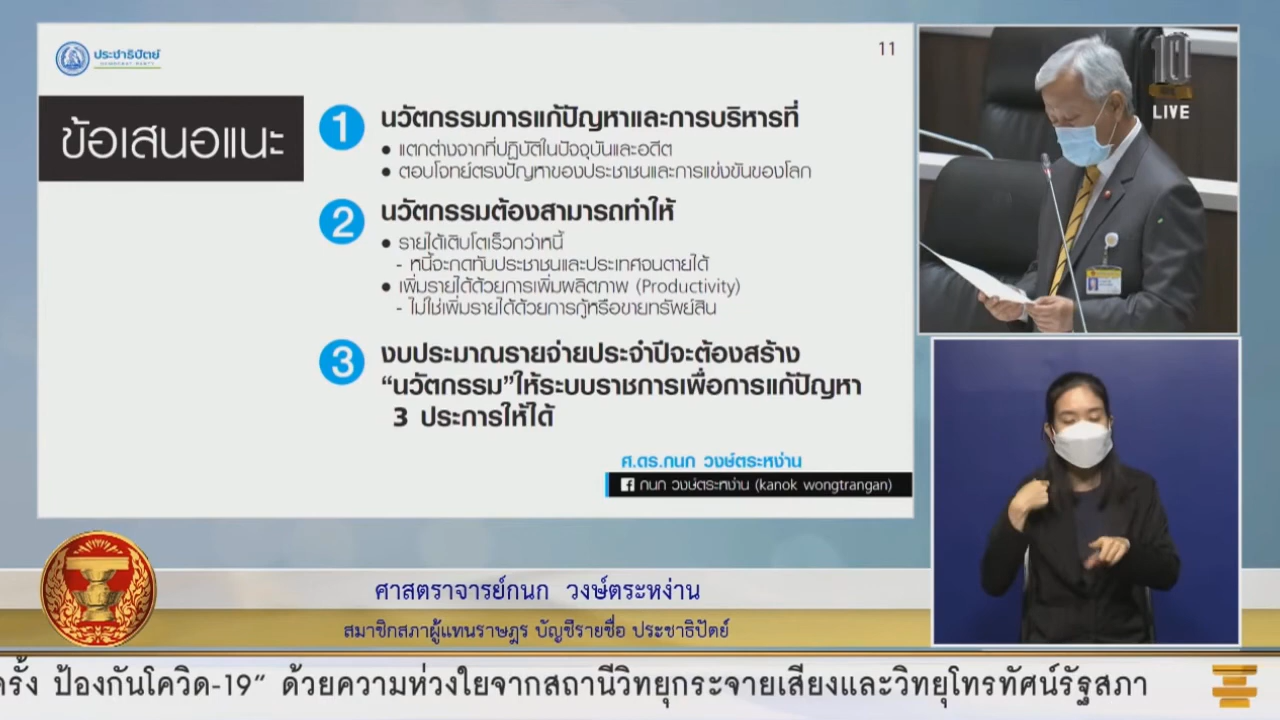 ประชาธิปัตย์
DEMOCRAT PARTY
11
ข้อเสนอแนะ
1 นวัตกรรมการแก้ปัญหาและการบริหารที่
● แตกต่างจากที่ปฏิบัติในปัจจุบันและอดีต
● ตอบโจทย์ตรงปัญหาของประชาชนและการแข่งขันของโลก
2 นวัตกรรมต้องสามารถทำให้
● รายได้เติบโตเร็วกว่าหนี้
- หนี้จะกดทับประชาชนและประเทศจนตายได้
● เพิ่มรายได้ด้วยการเพิ่มผลิตภาพ (Productivity)
- ไม่ใช่เพิ่มรายได้ด้วยการกู้หรือขายทรัพย์สิน
3 งบประมาณรายจ่ายประจำปีจะต้องสร้าง
“นวัตกรรม”ให้ระบบราชการเพื่อการแก้ปัญหา
3 ประการให้ได้
ศ.ดร.กนก วงษ์ตระหง่าน
กนก วงษ์ตระหง่าน (kanok wongtrangan)
10
LIVE
ศาสตราจารย์กนก วงษ์ตระหง่าน
สมาชิกสภาผู้แทนราษฎร บัญชีรายชื่อ ประชาธิปัตย์
ครั้ง ป้องกันโควิด-19“ ด้วยความห่วงใยจากสถานีวิทยุกระจายเสียงและวิทยุโทรทัศน์รัฐสภา